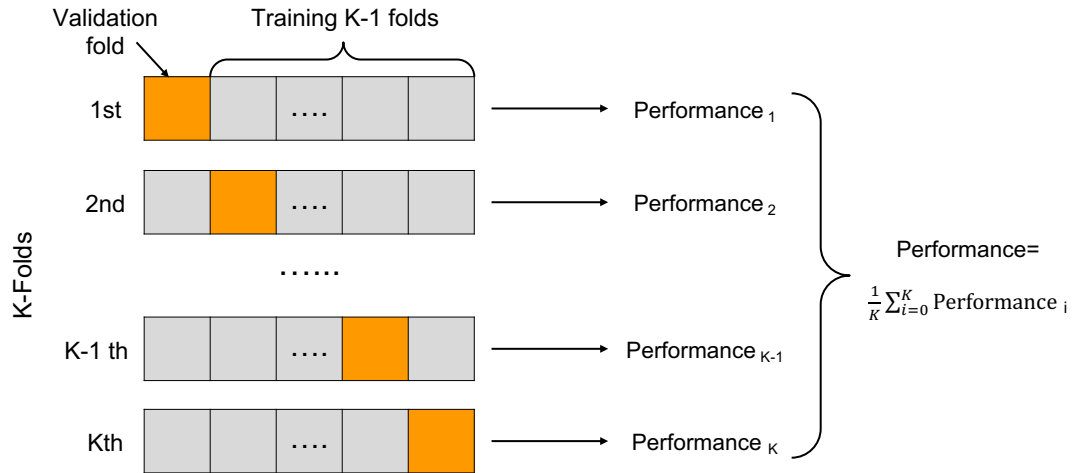 Validation
fold
Training K-1 folds
K-Folds
1st
....
Performance 1
2nd
....
Performance 2
......
Performance=
1/K ∑_{i=0}^{K} Performance i
K-1 th
....
Performance K-1
Kth
....
Performance K